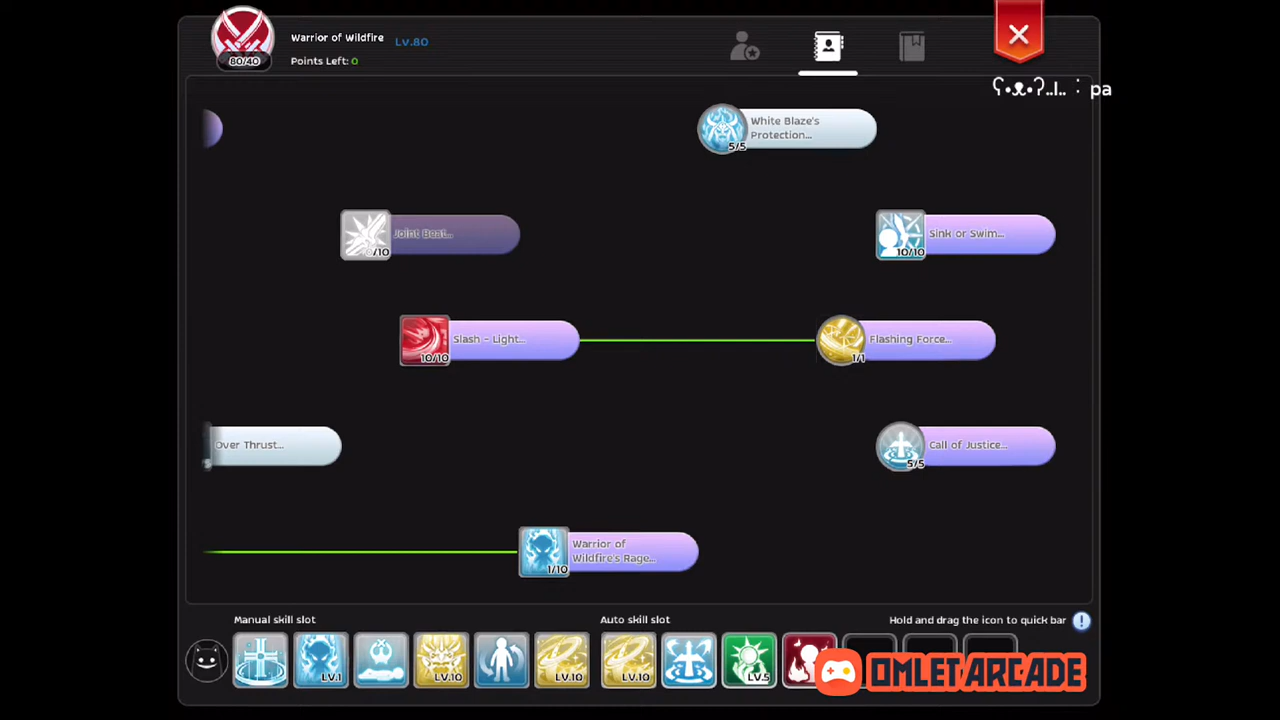 Warrior of Wildfire Lv.80
80/40 Points Left: 0
ʕ•ᴥ•ʔ..I.. : pa
White Blaze's
Protection...
5/5
Joint Beat...
0/10
Sink or Swim...
10/10
Slash - Light...
10/10
Flashing Force...
1/1
Over Thrust...
Call of Justice...
5/5
Warrior of
Wildfire's Rage...
1/10
Manual skill slot Auto skill slot Hold and drag the icon to quick bar !
LV.1 LV.10 LV.10 LV.10 LV.5
OMLET ARCADE